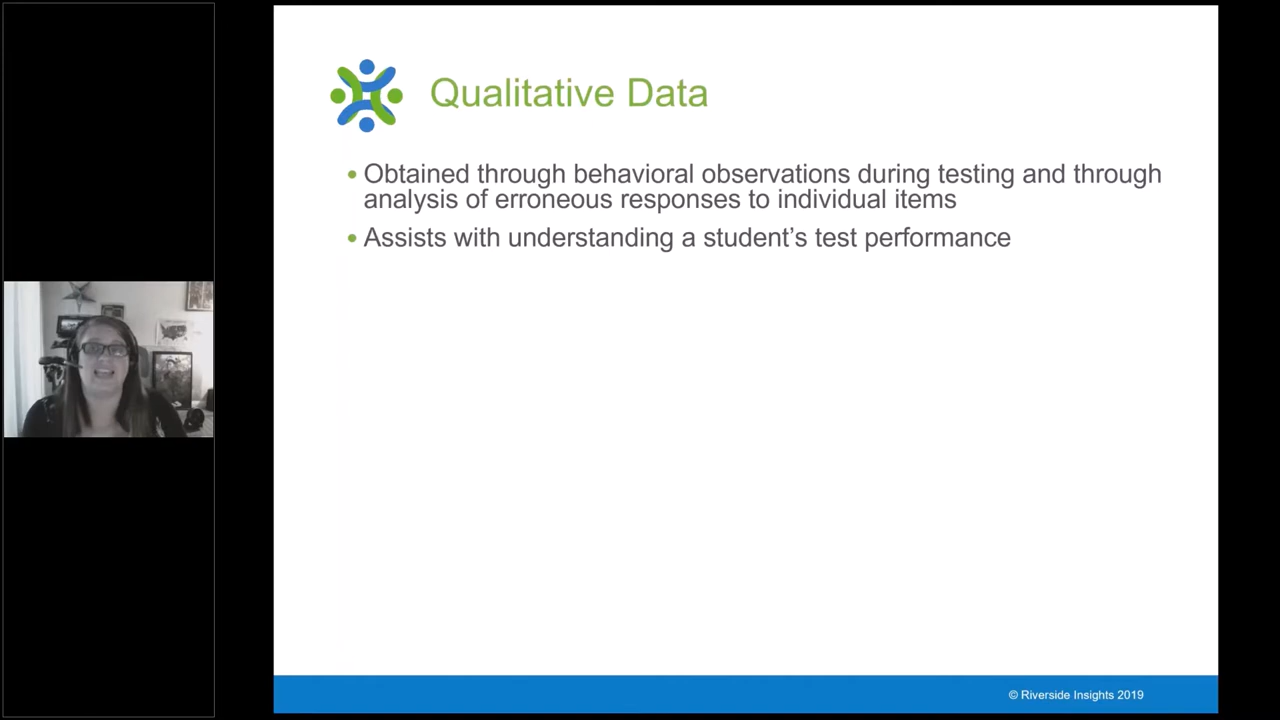 Qualitative Data
• Obtained through behavioral observations during testing and through
analysis of erroneous responses to individual items
• Assists with understanding a student’s test performance
© Riverside Insights 2019